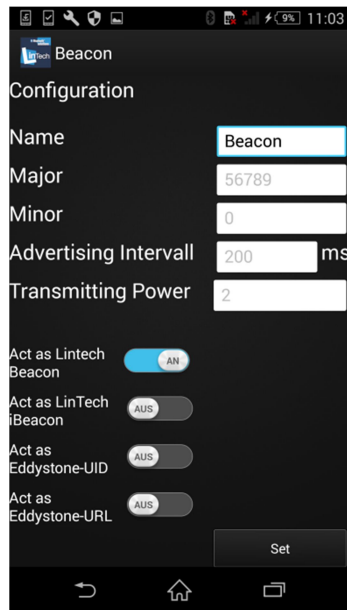 9% 11:03
LinTech Beacon
Configuration
Name Beacon
Major 56789
Minor 0
Advertising Intervall 200 ms
Transmitting Power 2
Act as Lintech
Beacon
AN
Act as LinTech
iBeacon
AUS
Act as
Eddystone-UID
AUS
Act as
Eddystone-URL
AUS
Set